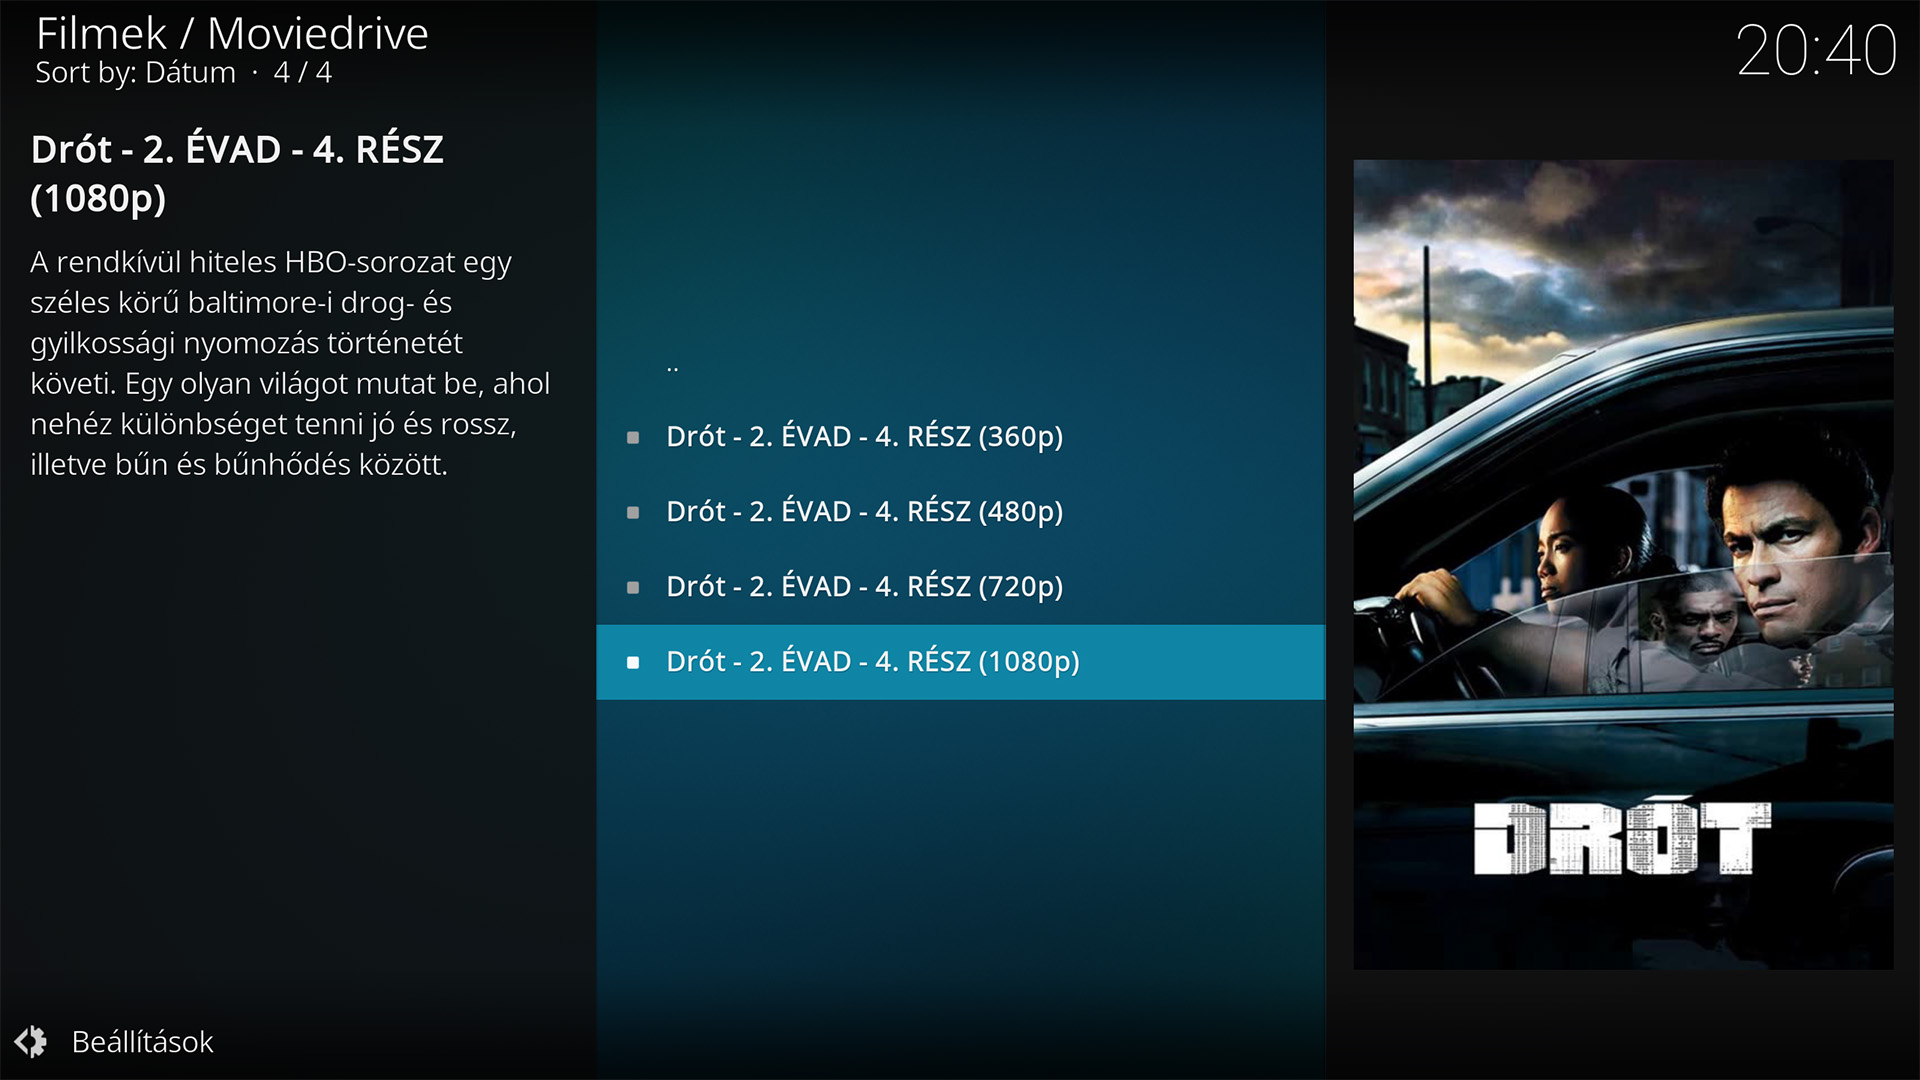 Filmek / Moviedrive
Sort by: Dátum · 4 / 4
20:40
Drót - 2. ÉVAD - 4. RÉSZ
(1080p)
A rendkívül hiteles HBO-sorozat egy
széles körű baltimore-i drog- és
gyilkossági nyomozás történetét
követi. Egy olyan világot mutat be, ahol
nehéz különbséget tenni jó és rossz,
illetve bűn és bűnhődés között.
..
Drót - 2. ÉVAD - 4. RÉSZ (360p)
Drót - 2. ÉVAD - 4. RÉSZ (480p)
Drót - 2. ÉVAD - 4. RÉSZ (720p)
Drót - 2. ÉVAD - 4. RÉSZ (1080p)
DRÓT
Beállítások